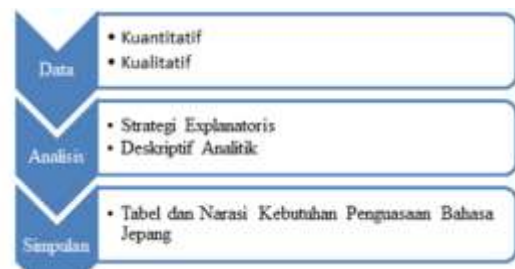 Data
• Kuantitatif
• Kualitatif
Analisis
• Strategi Explanatoris
• Deskriptif Analitik
Simpulan
• Tabel dan Narasi Kebutuhan Penguasaan Bahasa
Jepang